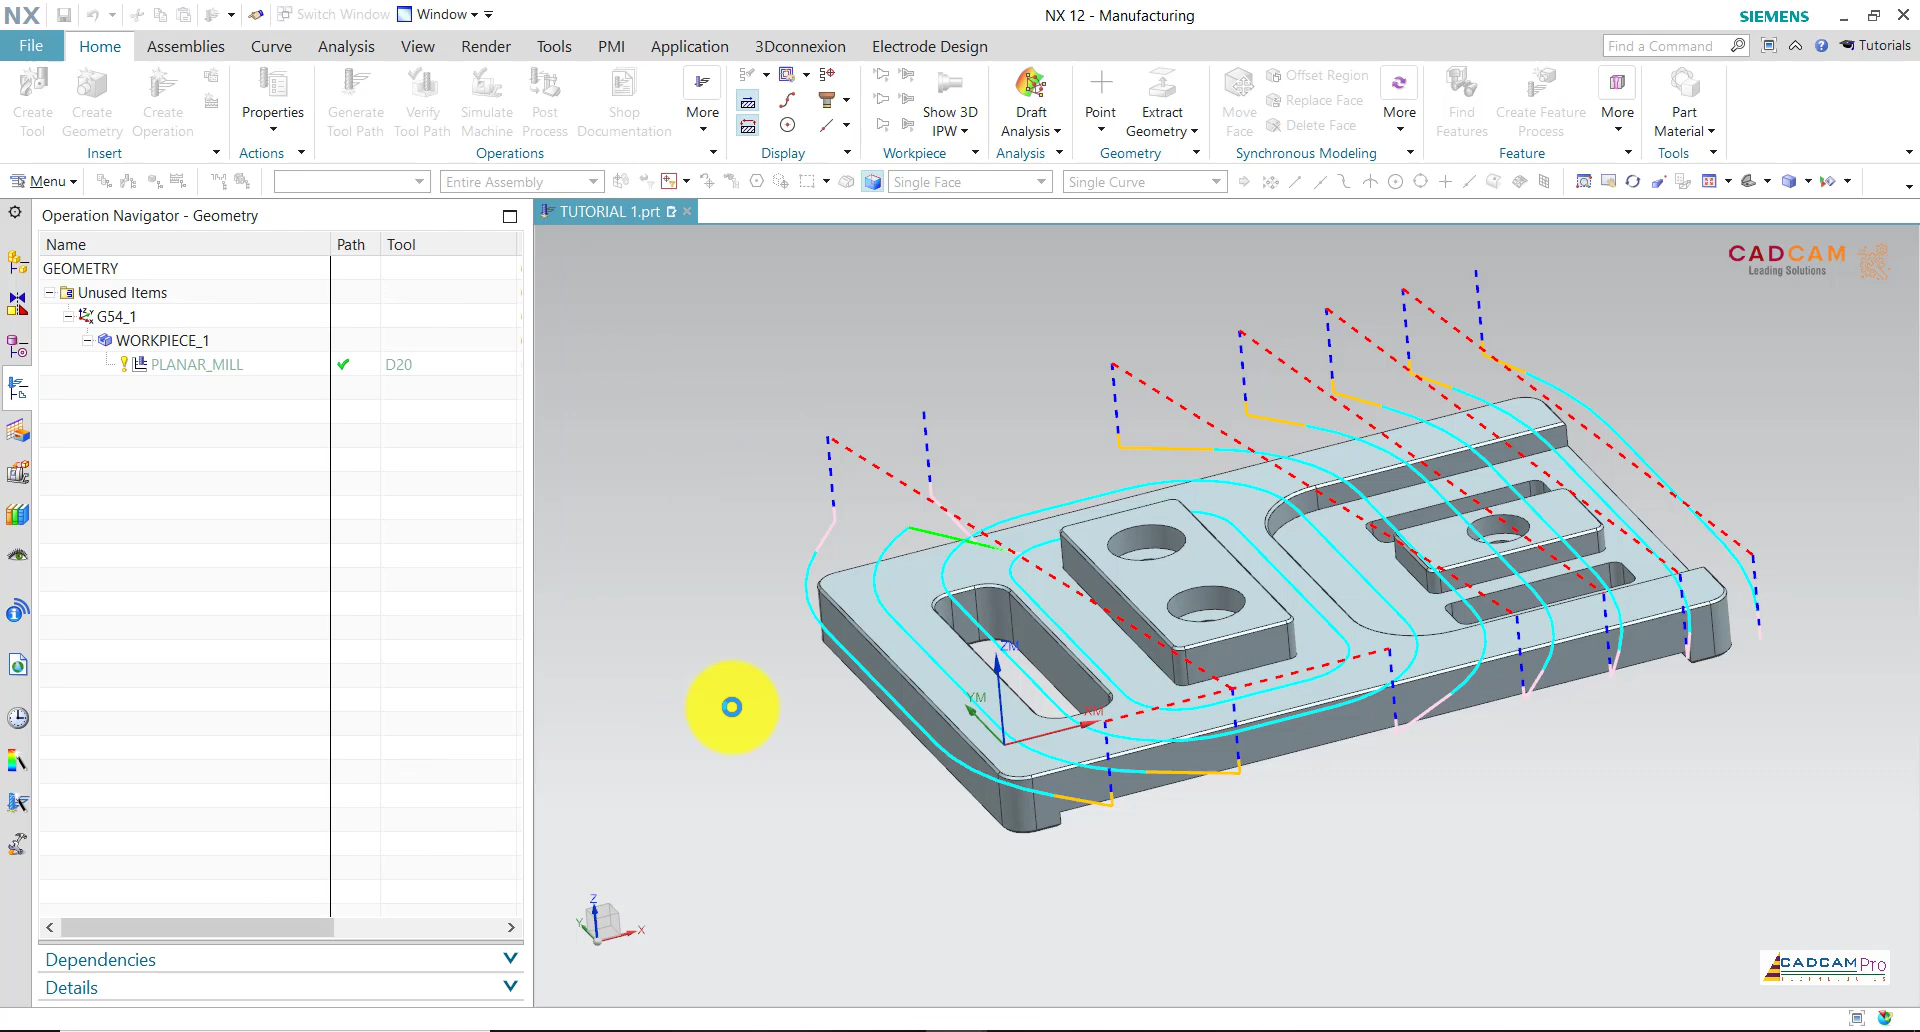 NX
Switch Window
Window
NX 12 - Manufacturing
SIEMENS
File
Home
Assemblies
Curve
Analysis
View
Render
Tools
PMI
Application
3Dconnexion
Electrode Design
Find a Command
Tutorials
Create Tool
Create Geometry
Create Operation
Properties
Generate Tool Path
Verify Tool Path
Simulate Machine
Post Process
Shop Documentation
More
Show 3D IPW
Draft Analysis
Point
Extract Geometry
Move Face
Offset Region
Replace Face
Delete Face
More
Find Features
Create Feature Process
More
Part Material
Insert
Actions
Operations
Display
Workpiece
Analysis
Geometry
Synchronous Modeling
Feature
Tools
Menu
Entire Assembly
Single Face
Single Curve
Operation Navigator - Geometry
TUTORIAL 1.prt
Name
Path
Tool
GEOMETRY
Unused Items
G54_1
WORKPIECE_1
PLANAR_MILL
D20
CADCAM
Leading Solutions
ZM
YM
XM
Z
Y
X
Dependencies
Details
CADCAM Pro